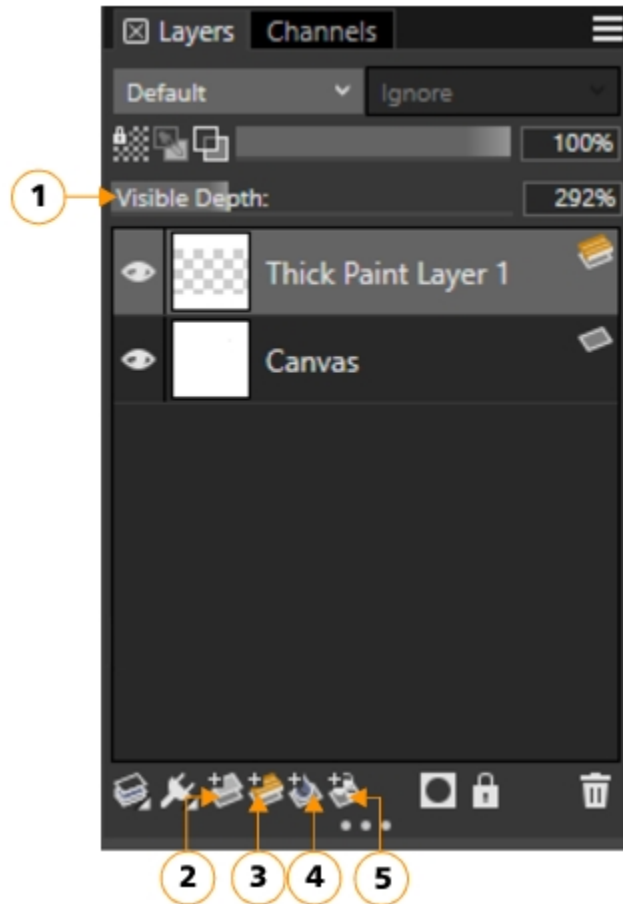 Layers Channels
Default Ignore
100%
1 Visible Depth: 292%
Thick Paint Layer 1
Canvas
2 3 4 5